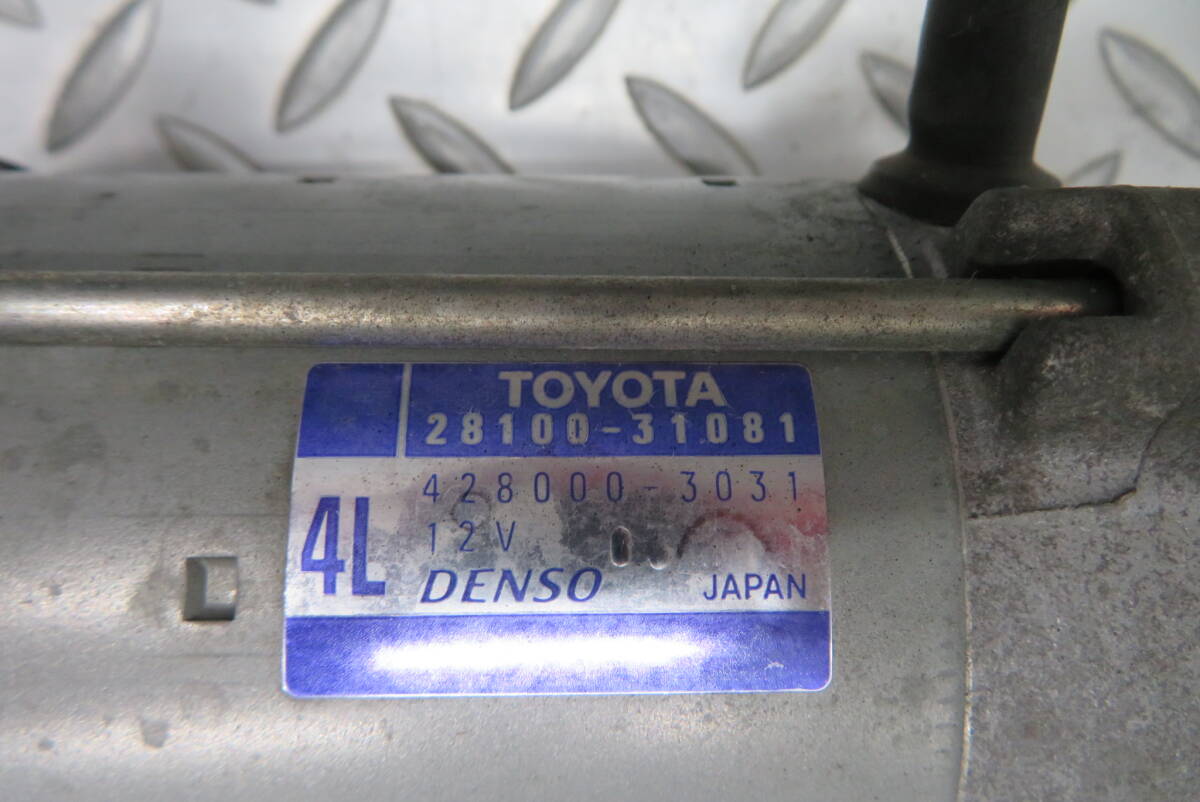 TOYOTA
28100-31081
428000-3031
4L
12V
DENSO JAPAN